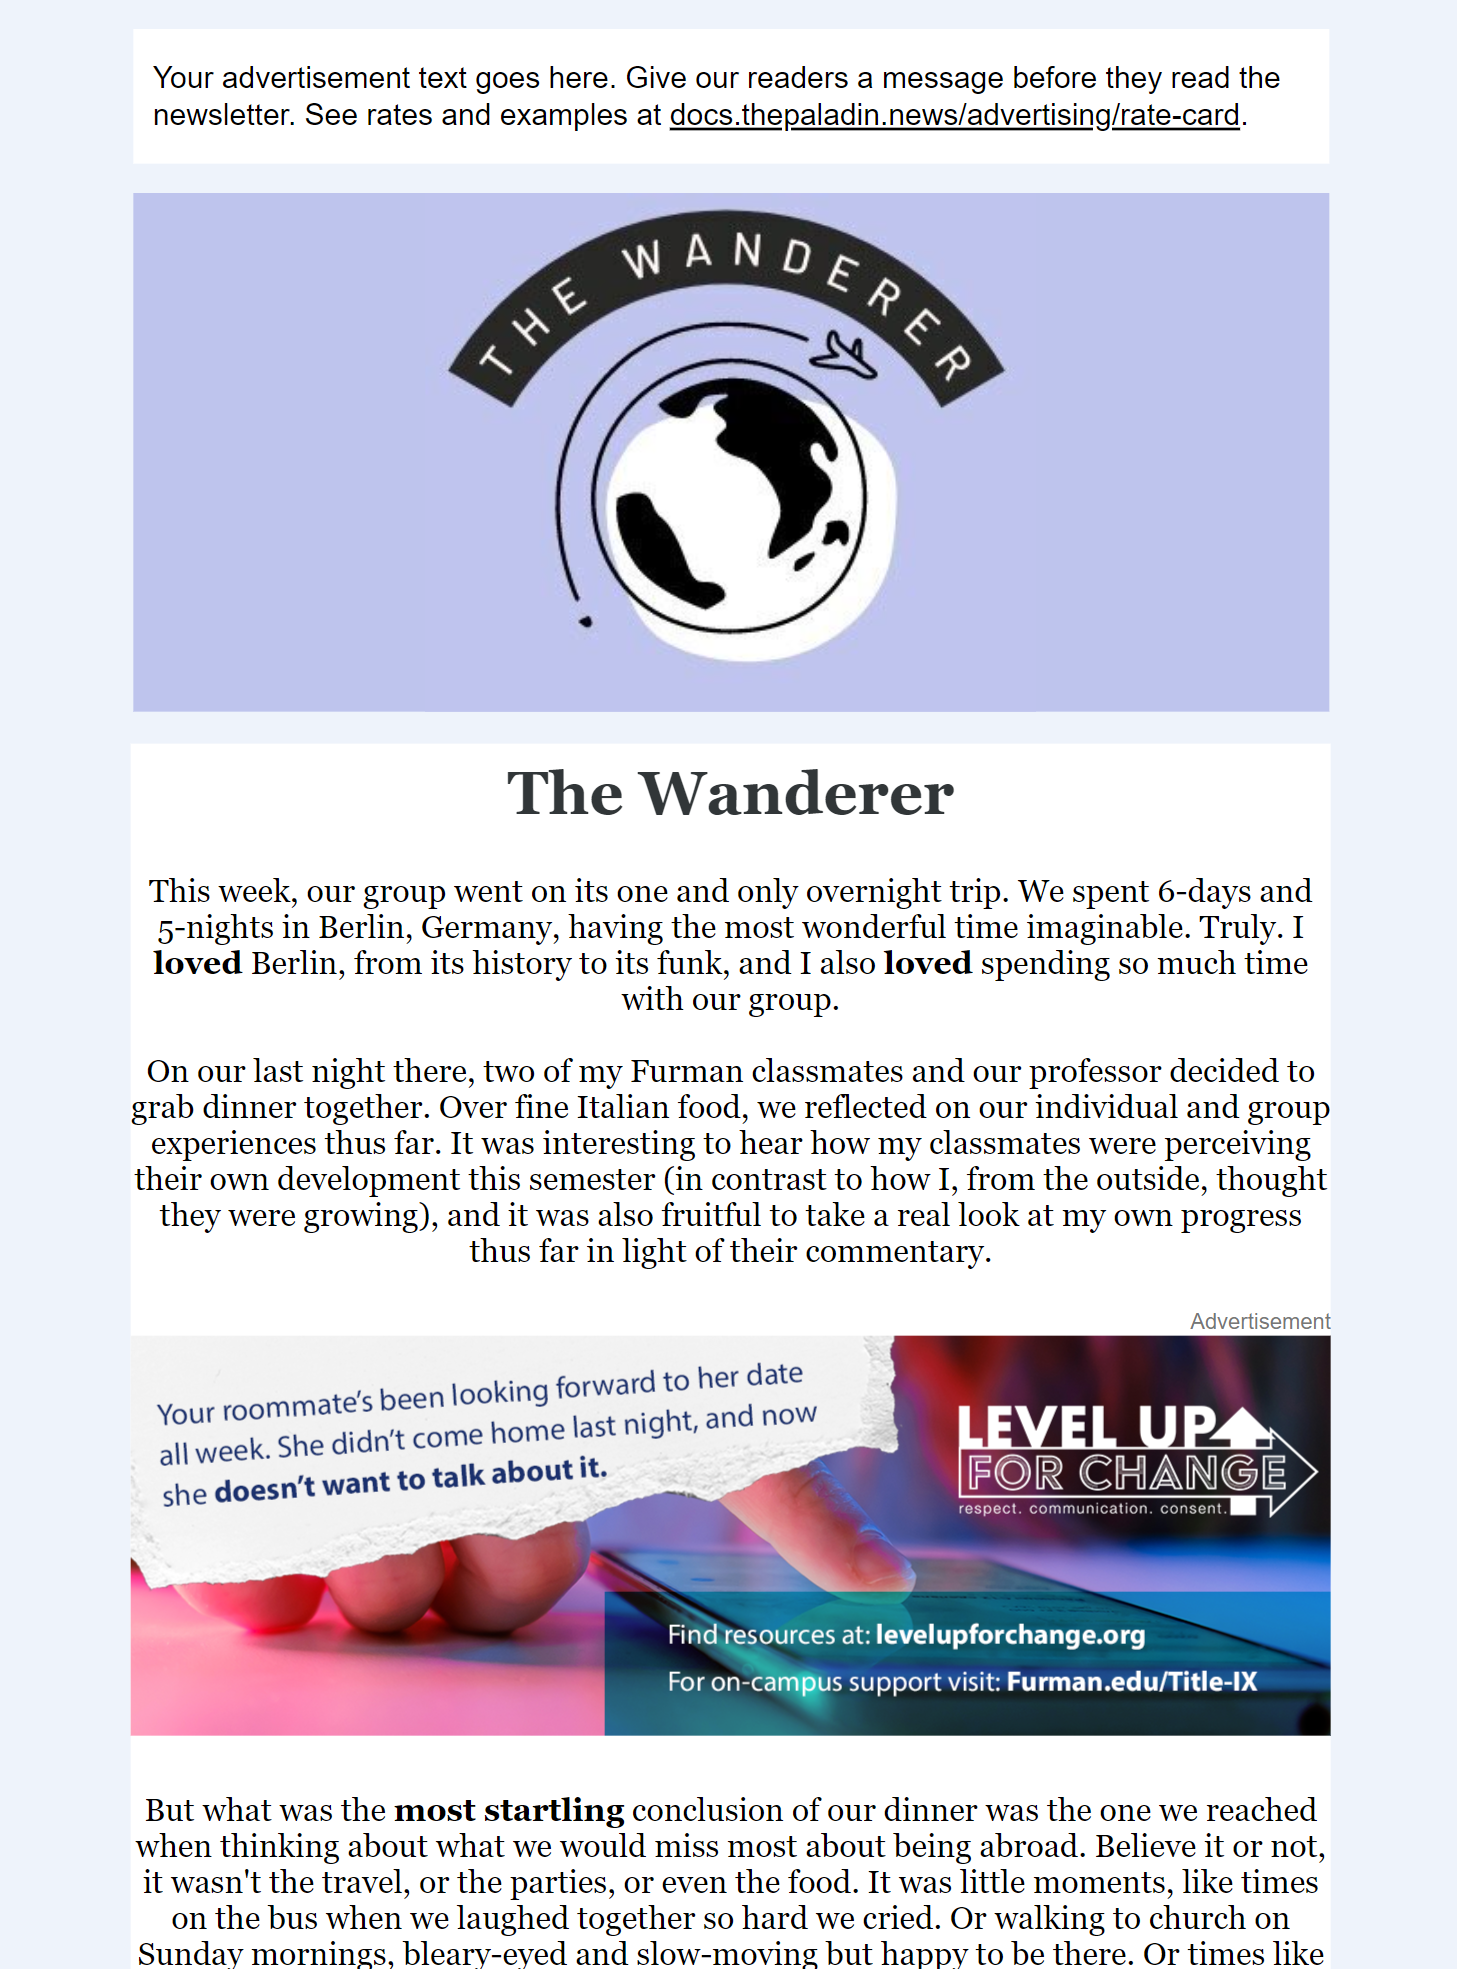 Your advertisement text goes here. Give our readers a message before they read the
newsletter. See rates and examples at docs.thepaladin.news/advertising/rate-card.
THE WANDERER
The Wanderer
This week, our group went on its one and only overnight trip. We spent 6-days and
5-nights in Berlin, Germany, having the most wonderful time imaginable. Truly. I
loved Berlin, from its history to its funk, and I also loved spending so much time
with our group.
On our last night there, two of my Furman classmates and our professor decided to
grab dinner together. Over fine Italian food, we reflected on our individual and group
experiences thus far. It was interesting to hear how my classmates were perceiving
their own development this semester (in contrast to how I, from the outside, thought
they were growing), and it was also fruitful to take a real look at my own progress
thus far in light of their commentary.
Advertisement
Your roommate's been looking forward to her date
all week. She didn't come home last night, and now
she doesn't want to talk about it.
LEVEL UP
FOR CHANGE
respect. communication. consent.
Find resources at: levelupforchange.org
For on-campus support visit: Furman.edu/Title-IX
But what was the most startling conclusion of our dinner was the one we reached
when thinking about what we would miss most about being abroad. Believe it or not,
it wasn't the travel, or the parties, or even the food. It was little moments, like times
on the bus when we laughed together so hard we cried. Or walking to church on
Sunday mornings, bleary-eyed and slow-moving but happy to be there. Or times like